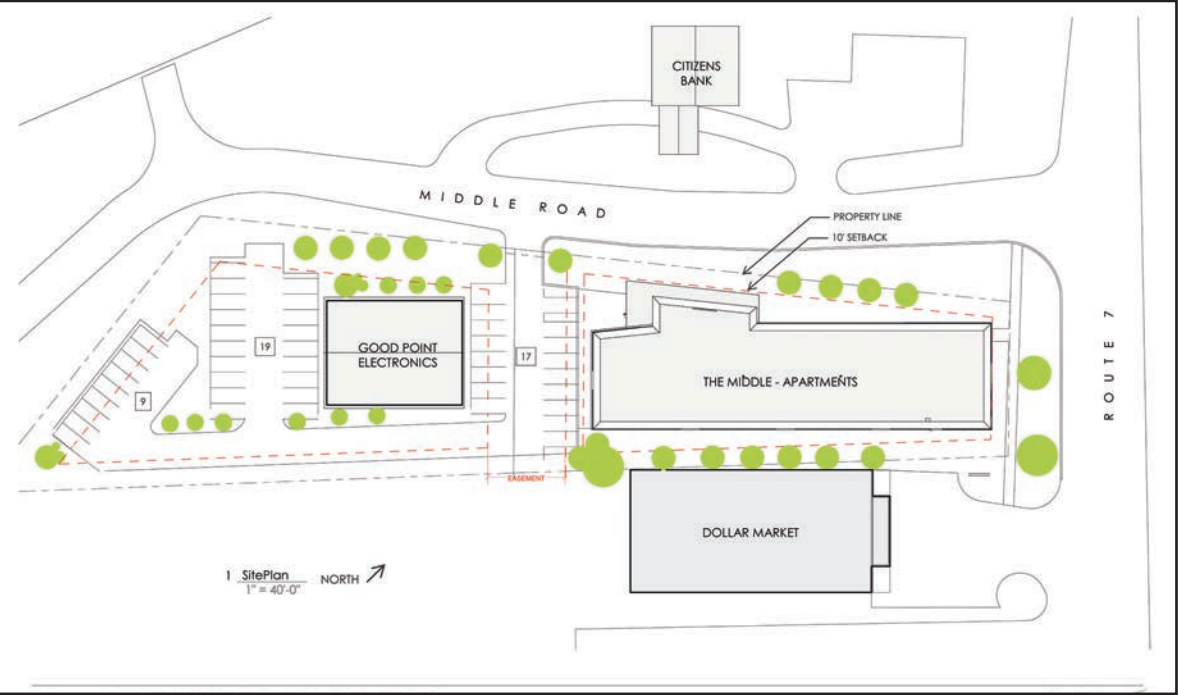 CITIZENS
BANK
MIDDLE ROAD
PROPERTY LINE
10' SETBACK
19
GOOD POINT
ELECTRONICS
17
THE MIDDLE - APARTMENTS
ROUTE 7
9
EASEMENT
DOLLAR MARKET
1 SitePlan
1" = 40'-0"
NORTH